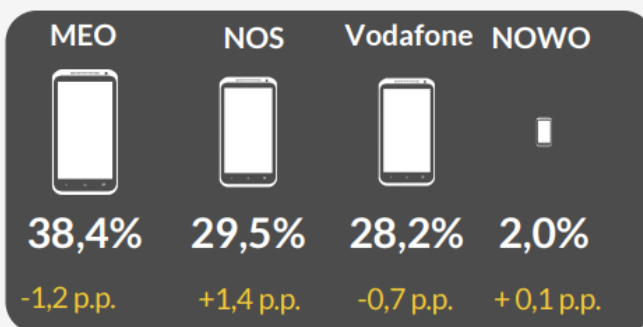 MEO NOS Vodafone NOWO
38,4% 29,5% 28,2% 2,0%
-1,2 p.p. +1,4 p.p. -0,7 p.p. + 0,1 p.p.